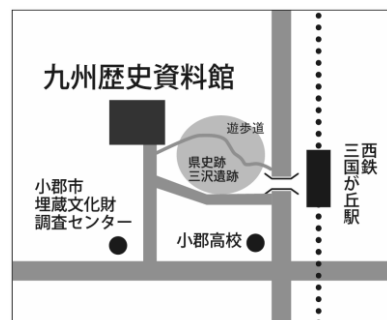 九州歴史資料館
遊歩道
県史跡
三沢遺跡
西鉄
三国が丘駅
小郡市
埋蔵文化財
調査センター
小郡高校